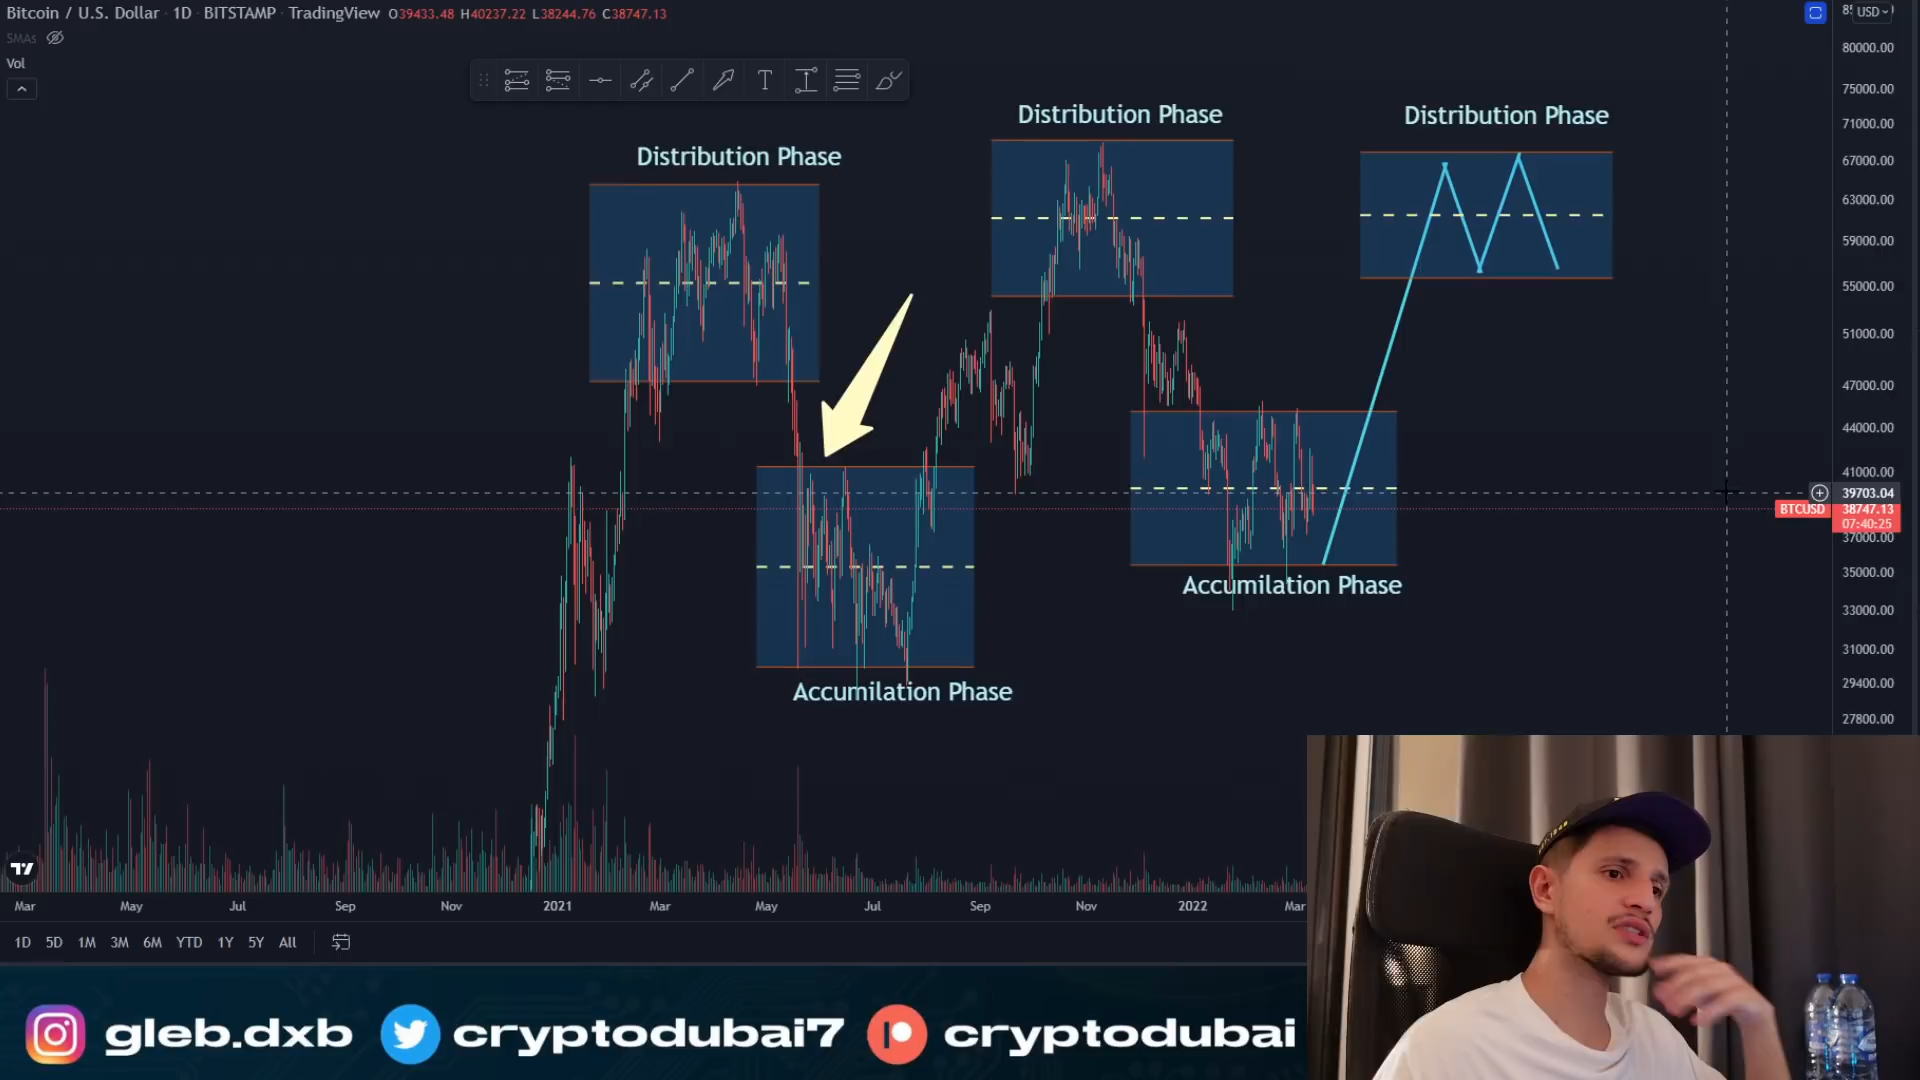 Bitcoin / U.S. Dollar · 1D · BITSTAMP · TradingView O39433.48 H40237.22 L38244.76 C38747.13
SMAs
Vol
USD
80000.00
75000.00
71000.00
67000.00
63000.00
59000.00
55000.00
51000.00
47000.00
44000.00
41000.00
39703.04
BTCUSD 38747.13
07:40:25
37000.00
35000.00
33000.00
31000.00
29400.00
27800.00
Distribution Phase
Distribution Phase
Distribution Phase
Accumilation Phase
Accumilation Phase
Mar May Jul Sep Nov 2021 Mar May Jul Sep Nov 2022 Mar
1D 5D 1M 3M 6M YTD 1Y 5Y All
gleb.dxb cryptodubai7 cryptodubai